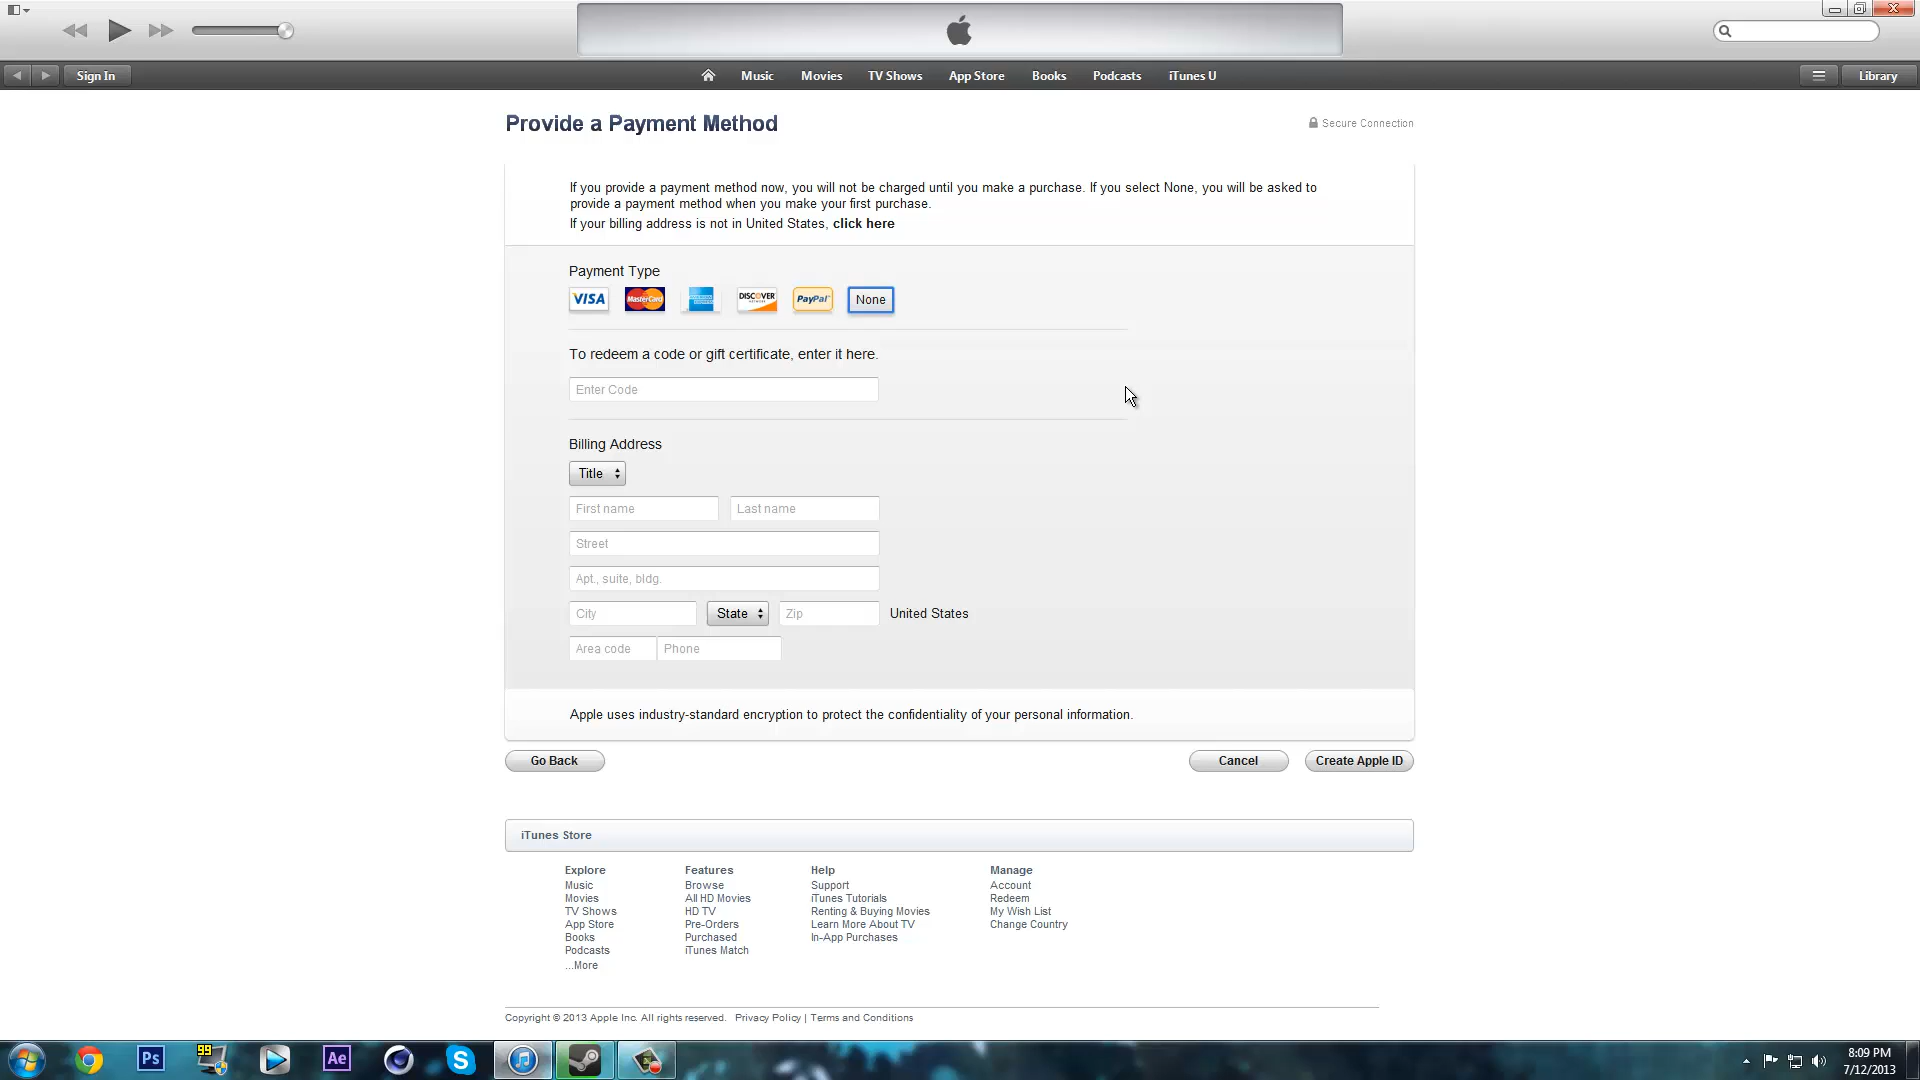 Sign In
Music
Movies
TV Shows
App Store
Books
Podcasts
iTunes U
Library
Provide a Payment Method
Secure Connection
If you provide a payment method now, you will not be charged until you make a purchase. If you select None, you will be asked to
provide a payment method when you make your first purchase.
If your billing address is not in United States, click here
Payment Type
VISA
MasterCard
DISCOVER
PayPal
None
To redeem a code or gift certificate, enter it here.
Enter Code
Billing Address
Title
First name
Last name
Street
Apt., suite, bldg.
City
State
Zip
United States
Area code
Phone
Apple uses industry-standard encryption to protect the confidentiality of your personal information.
Go Back
Cancel
Create Apple ID
iTunes Store
Explore
Music
Movies
TV Shows
App Store
Books
Podcasts
...More
Features
Browse
All HD Movies
HD TV
Pre-Orders
Purchased
iTunes Match
Help
Support
iTunes Tutorials
Renting & Buying Movies
Learn More About TV
In-App Purchases
Manage
Account
Redeem
My Wish List
Change Country
Copyright © 2013 Apple Inc. All rights reserved. Privacy Policy | Terms and Conditions
Ps
99
Ae
8:09 PM
7/12/2013